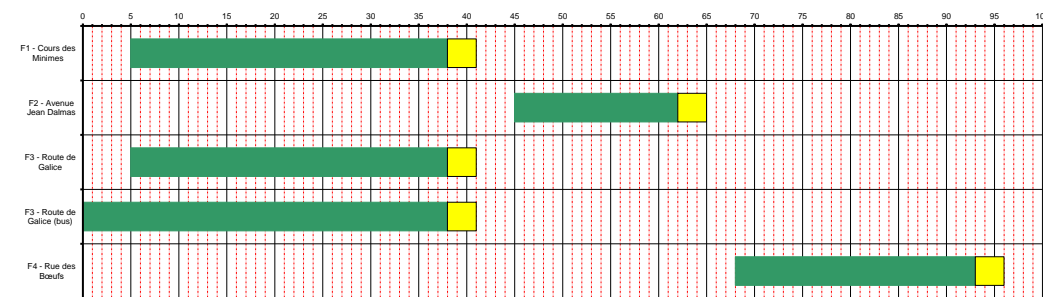 0 5 10 15 20 25 30 35 40 45 50 55 60 65 70 75 80 85 90 95 100
F1 - Cours des
Minimes
F2 - Avenue
Jean Dalmas
F3 - Route de
Galice
F3 - Route de
Galice (bus)
F4 - Rue des
Bœufs